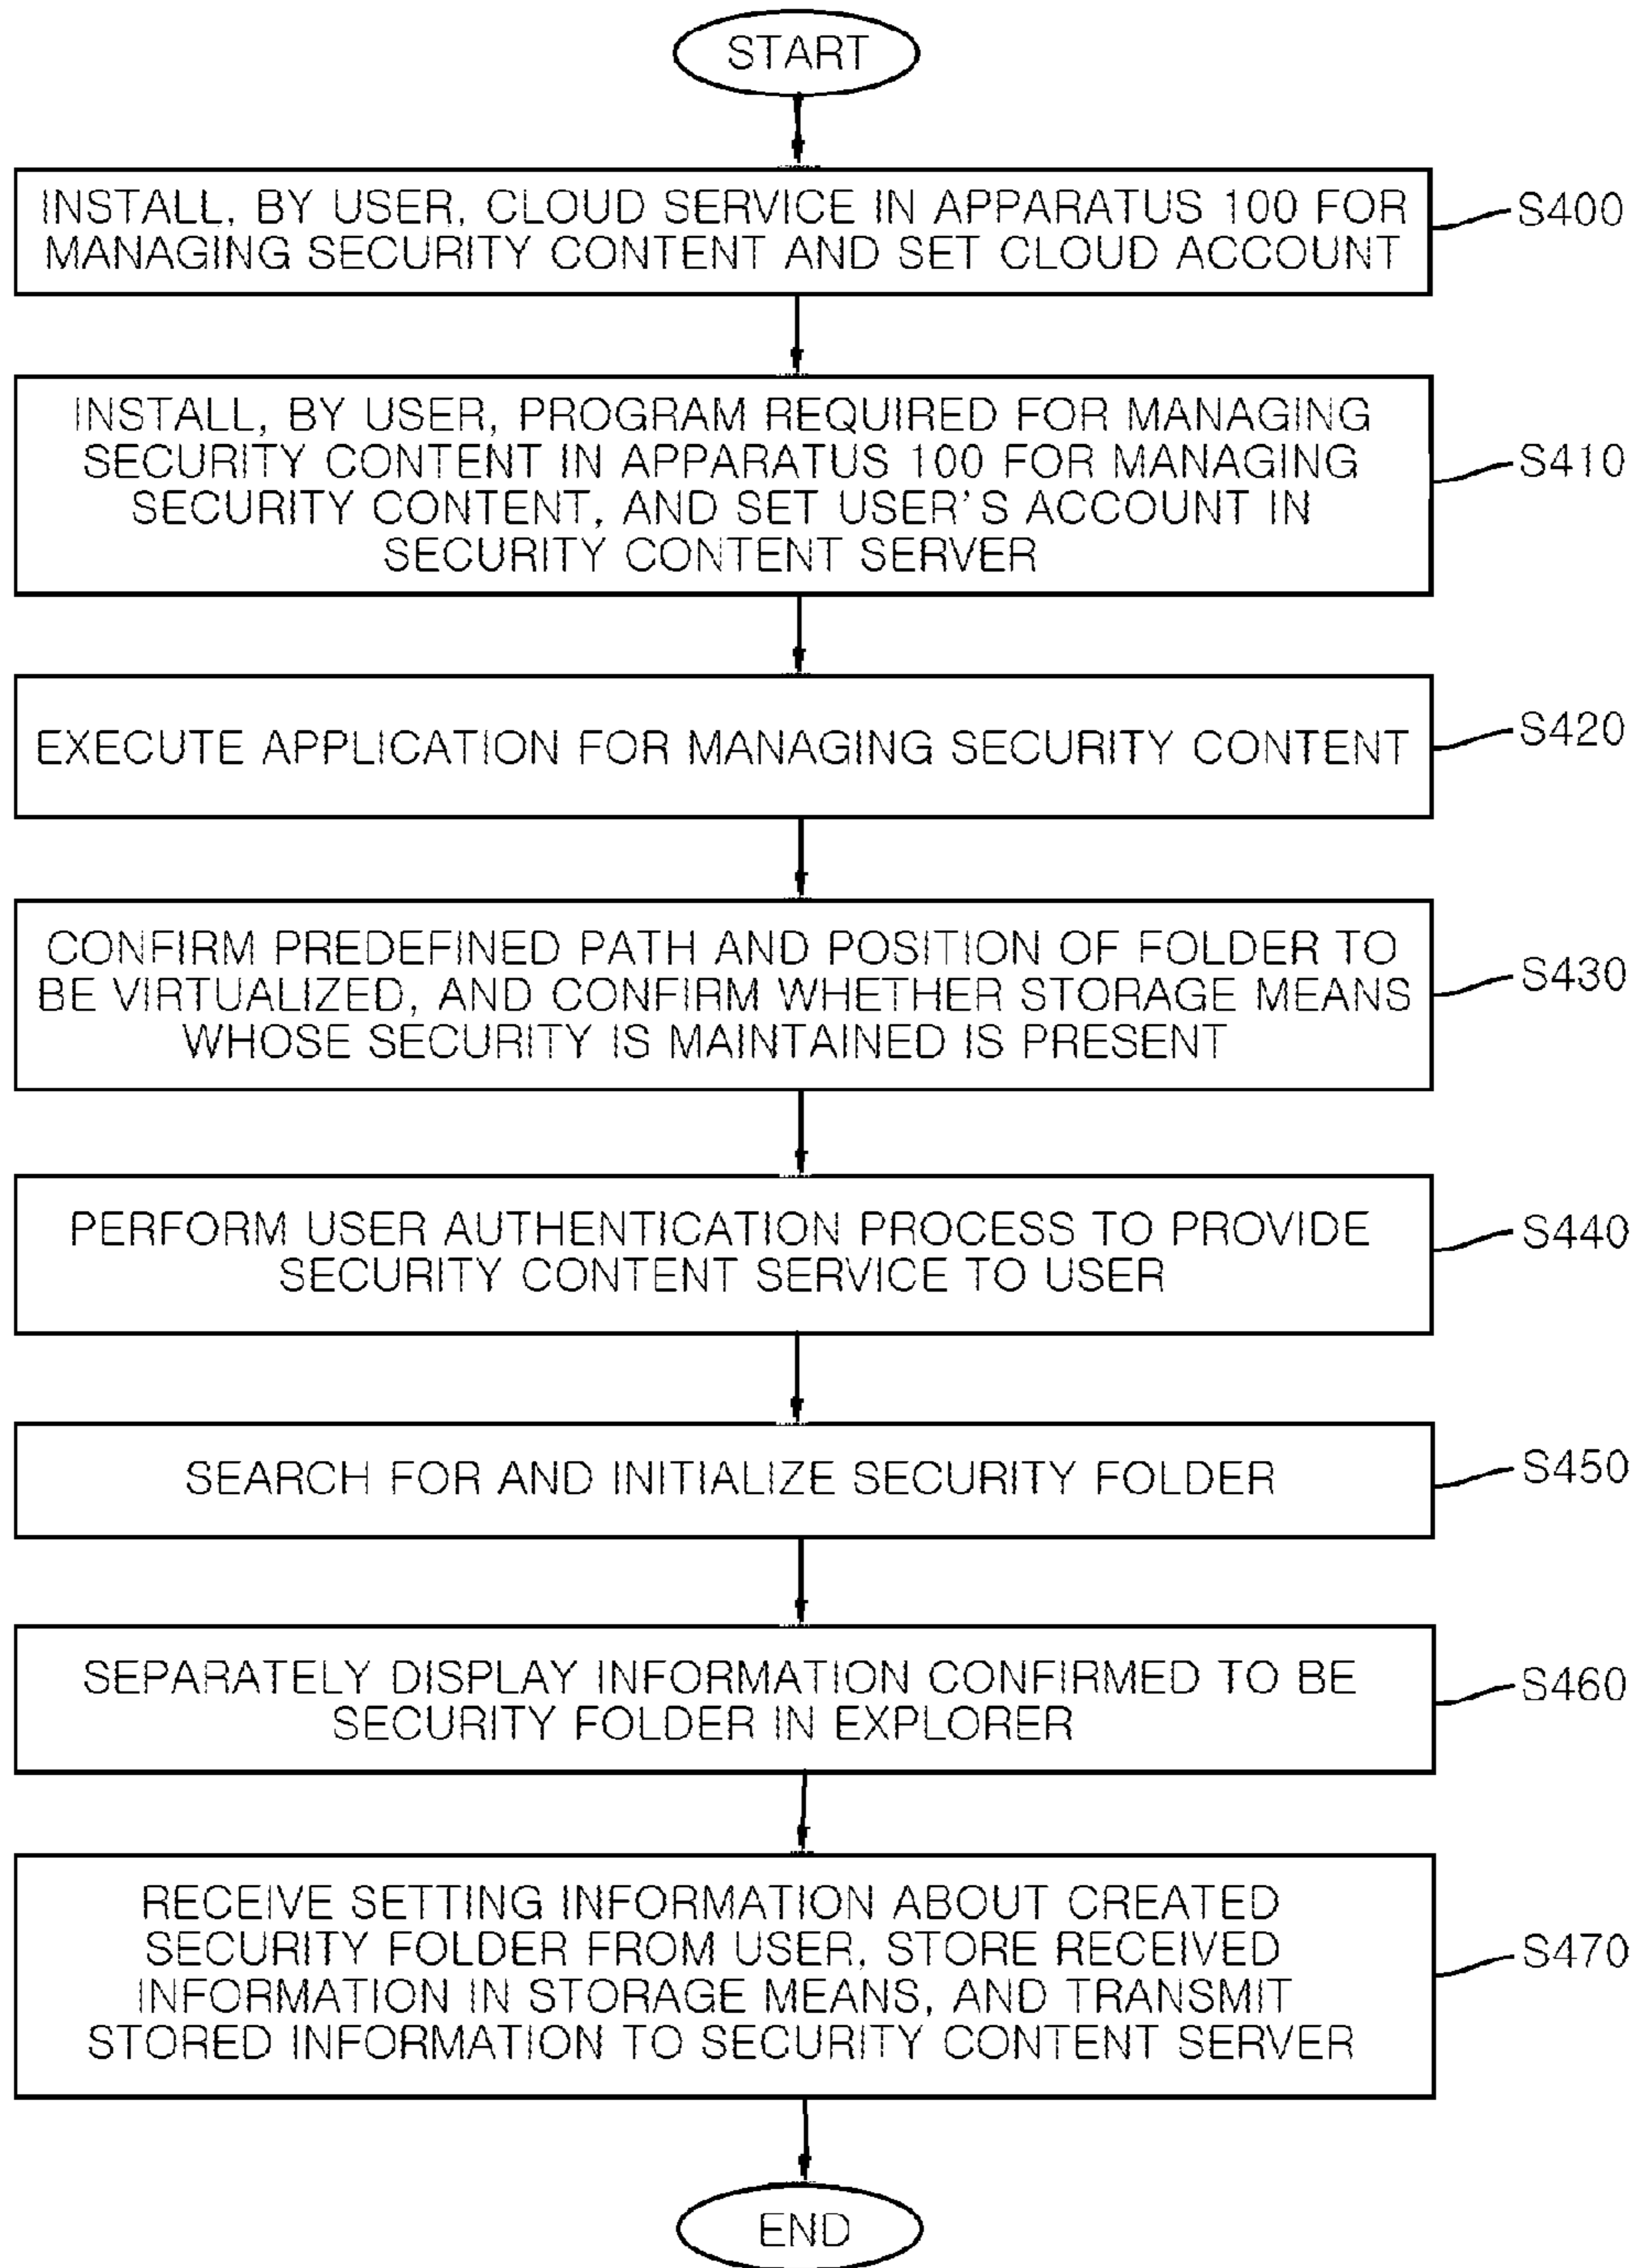 START
INSTALL, BY USER, CLOUD SERVICE IN APPARATUS 100 FOR
MANAGING SECURITY CONTENT AND SET CLOUD ACCOUNT
S400
INSTALL, BY USER, PROGRAM REQUIRED FOR MANAGING
SECURITY CONTENT IN APPARATUS 100 FOR MANAGING
SECURITY CONTENT, AND SET USER'S ACCOUNT IN
SECURITY CONTENT SERVER
S410
EXECUTE APPLICATION FOR MANAGING SECURITY CONTENT
S420
CONFIRM PREDEFINED PATH AND POSITION OF FOLDER TO
BE VIRTUALIZED, AND CONFIRM WHETHER STORAGE MEANS
WHOSE SECURITY IS MAINTAINED IS PRESENT
S430
PERFORM USER AUTHENTICATION PROCESS TO PROVIDE
SECURITY CONTENT SERVICE TO USER
S440
SEARCH FOR AND INITIALIZE SECURITY FOLDER
S450
SEPARATELY DISPLAY INFORMATION CONFIRMED TO BE
SECURITY FOLDER IN EXPLORER
S460
RECEIVE SETTING INFORMATION ABOUT CREATED
SECURITY FOLDER FROM USER, STORE RECEIVED
INFORMATION IN STORAGE MEANS, AND TRANSMIT
STORED INFORMATION TO SECURITY CONTENT SERVER
S470
END